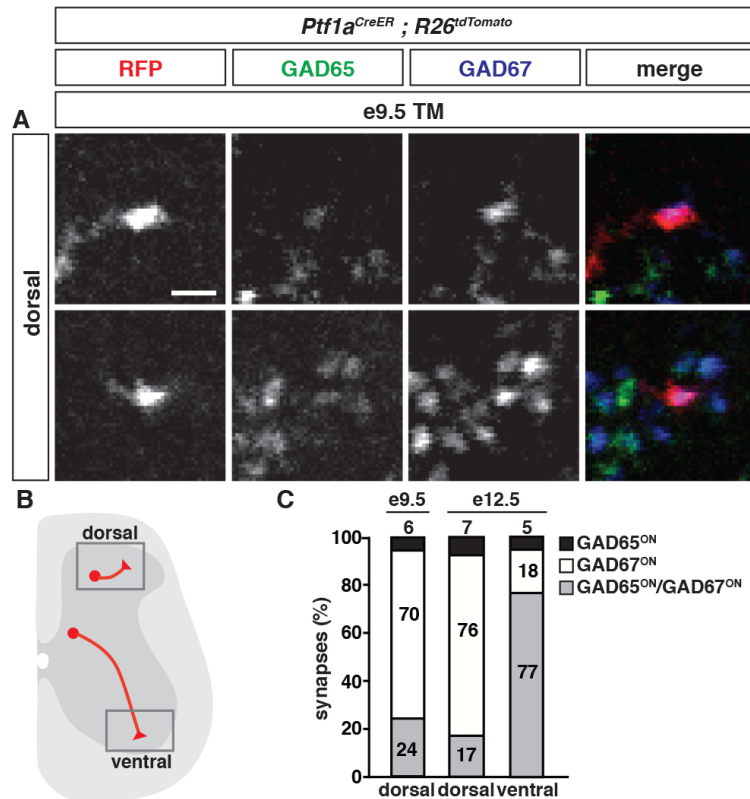 Ptf1aCreER ; R26tdTomato
RFP GAD65 GAD67 merge
e9.5 TM
A
dorsal
B
dorsal
ventral
C
e9.5 e12.5
6 7 5
100
80
60
40
20
0
synapses (%)
70 76 18
24 17 77
dorsal dorsal ventral
GAD65ON
GAD67ON
GAD65ON/GAD67ON